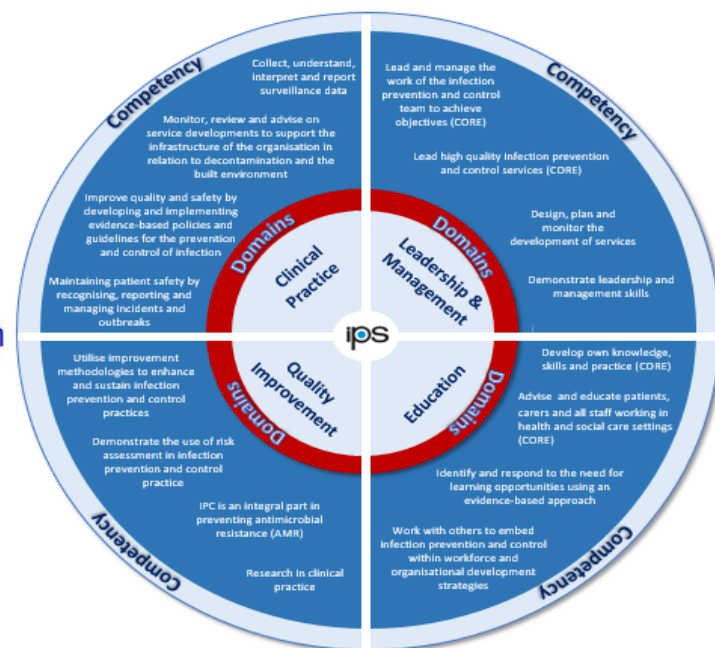 Competency
Collect, understand,
interpret and report
surveillance data
Monitor, review and advise on
service developments to support the
infrastructure of the organisation in
relation to decontamination and the
built environment
Improve quality and safety by
developing and implementing
evidence-based policies and
guidelines for the prevention
and control of infection
Maintaining patient safety by
recognising, reporting and
managing incidents and
outbreaks
Domains
Clinical
Practice
Competency
Lead and manage the
work of the infection
prevention and control
team to achieve
objectives (CORE)
Lead high quality infection prevention
and control services (CORE)
Design, plan and
monitor the
development of services
Demonstrate leadership and
management skills
Domains
Leadership &
Management
ips
Utilise improvement
methodologies to enhance
and sustain infection
prevention and control
practices
Demonstrate the use of risk
assessment in infection
prevention and control
practice
IPC is an integral part in
preventing antimicrobial
resistance (AMR)
Research in clinical
practice
Domains
Quality
Improvement
Competency
Develop own knowledge,
skills and practice (CORE)
Advise and educate patients,
carers and all staff working in
health and social care settings
(CORE)
Identify and respond to the need for
learning opportunities using an
evidence-based approach
Work with others to embed
infection prevention and control
within workforce and
organisational development
strategies
Domains
Education
Competency